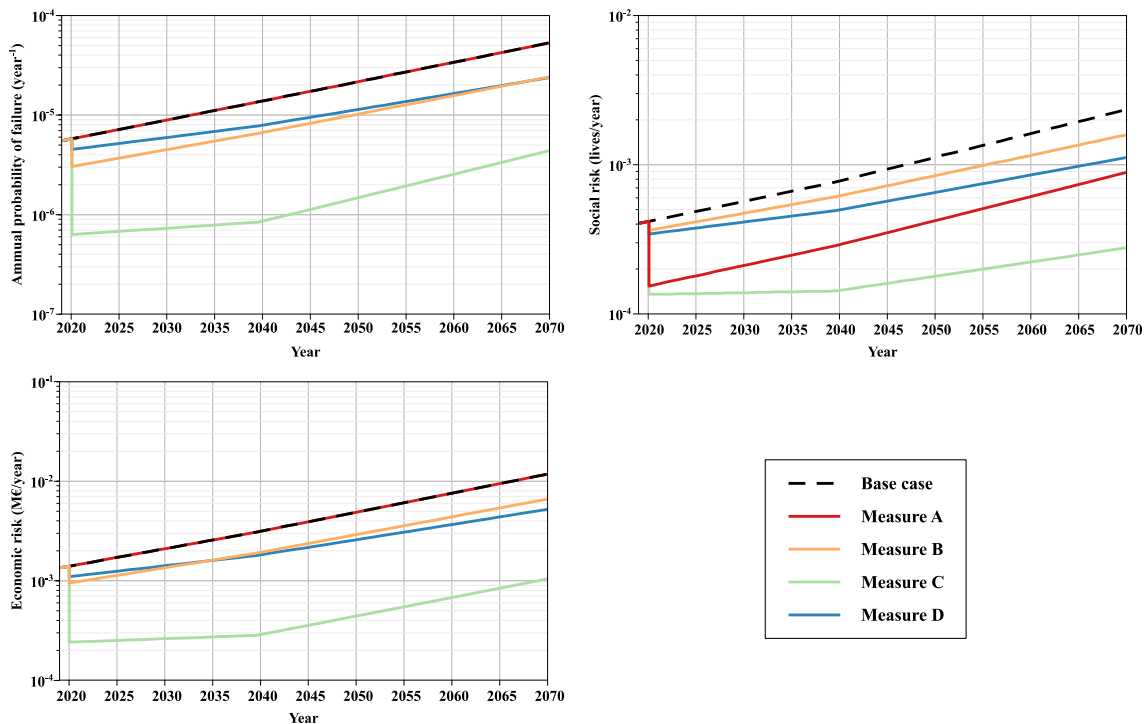 Annual probability of failure (year⁻¹)
10⁻⁴
10⁻⁵
10⁻⁶
10⁻⁷
2020 2025 2030 2035 2040 2045 2050 2055 2060 2065 2070
Year
Social risk (lives/year)
10⁻²
10⁻³
10⁻⁴
2020 2025 2030 2035 2040 2045 2050 2055 2060 2065 2070
Year
Economic risk (M€/year)
10⁻¹
10⁻²
10⁻³
10⁻⁴
2020 2025 2030 2035 2040 2045 2050 2055 2060 2065 2070
Year
Base case
Measure A
Measure B
Measure C
Measure D